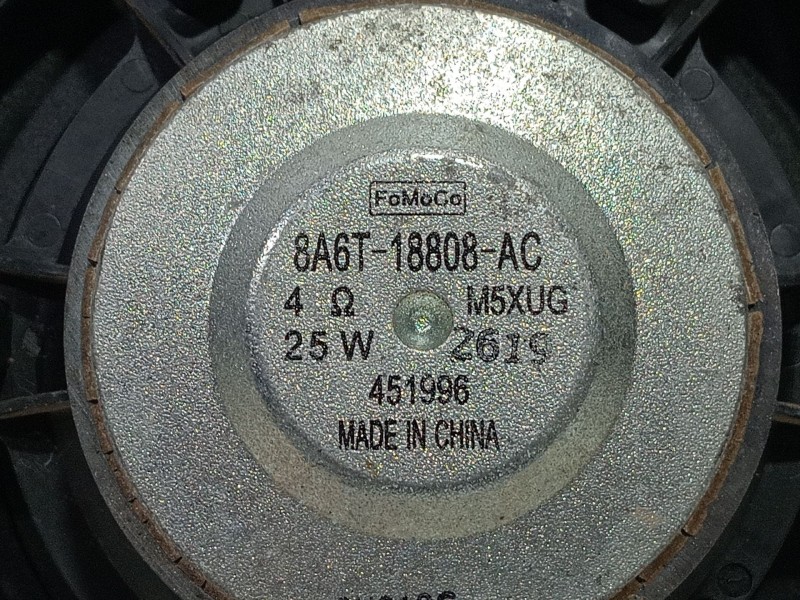 FoMoCo
8A6T-18808-AC
4 Ω M5XUG
25 W 2619
451996
MADE IN CHINA